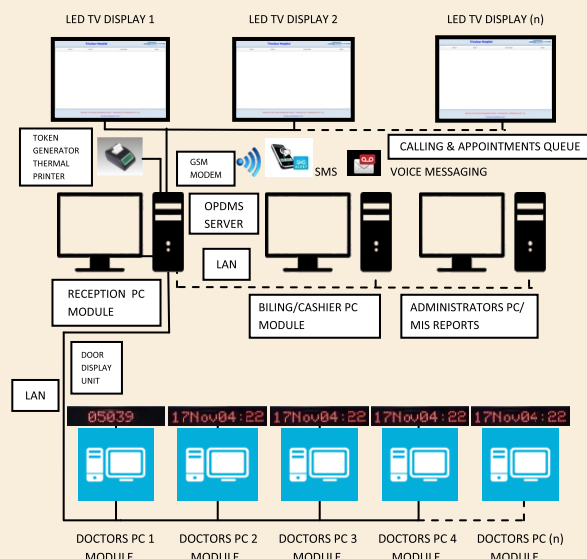 LED TV DISPLAY 1
LED TV DISPLAY 2
LED TV DISPLAY (n)
TOKEN
GENERATOR
THERMAL
PRINTER
GSM
MODEM
SMS
VOICE MESSAGING
CALLING & APPOINTMENTS QUEUE
OPDMS
SERVER
LAN
RECEPTION PC
MODULE
BILING/CASHIER PC
MODULE
ADMINISTRATORS PC/
MIS REPORTS
DOOR
DISPLAY
UNIT
LAN
05039
17Nov04:22
17Nov04:22
17Nov04:22
17Nov04:22
DOCTORS PC 1
MODULE
DOCTORS PC 2
MODULE
DOCTORS PC 3
MODULE
DOCTORS PC 4
MODULE
DOCTORS PC (n)
MODULE